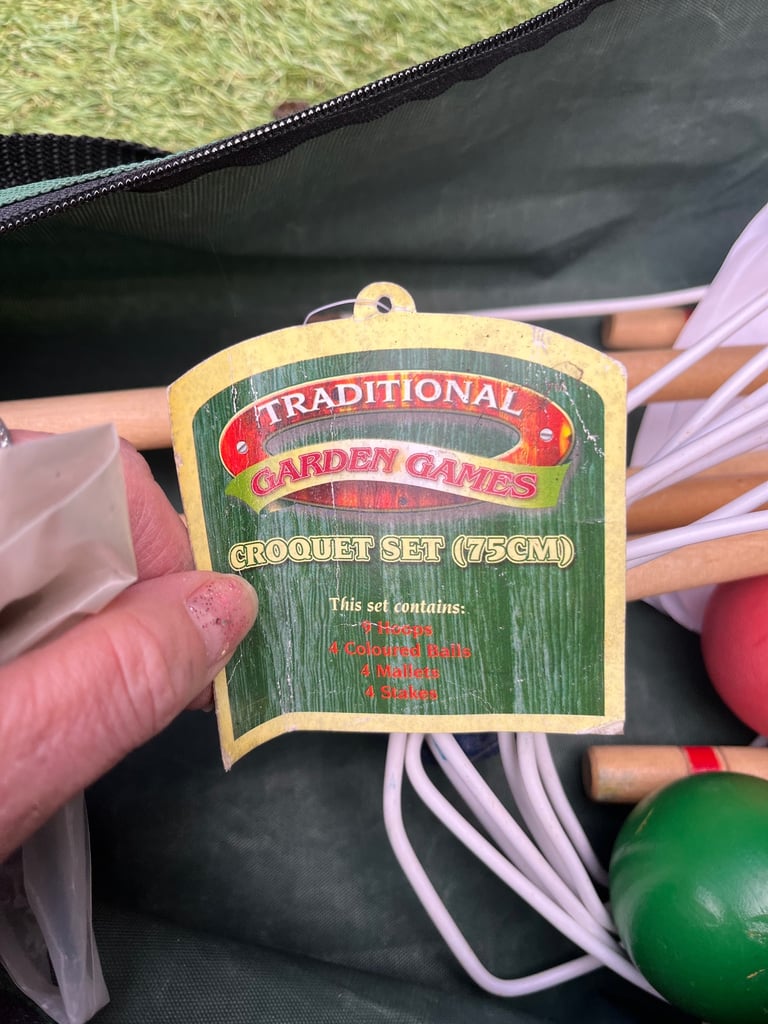 TRADITIONAL
GARDEN GAMES
CROQUET SET (75CM)
This set contains:
9 Hoops
4 Coloured Balls
4 Mallets
4 Stakes